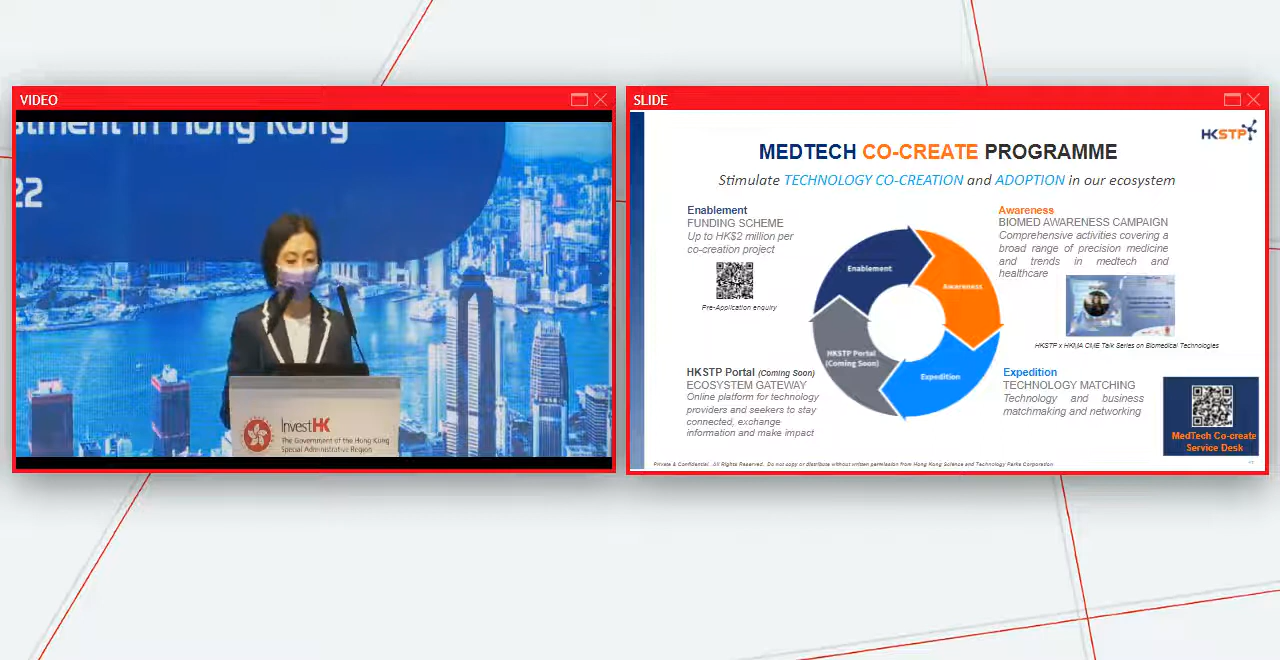 VIDEO
stment in Hong Kong
22
InvestHK
The Government of the Hong Kong
Special Administrative Region
SLIDE
HKSTP
MEDTECH CO-CREATE PROGRAMME
Stimulate TECHNOLOGY CO-CREATION and ADOPTION in our ecosystem
Enablement
FUNDING SCHEME
Up to HK$2 million per
co-creation project
Pre-Application enquiry
Awareness
BIOMED AWARENESS CAMPAIGN
Comprehensive activities covering a
broad range of precision medicine
and trends in medtech and
healthcare
HKSTP x HKMA CME Talk Series on Biomedical Technologies
Enablement
Awareness
HKSTP Portal
(Coming Soon)
Expedition
HKSTP Portal (Coming Soon)
ECOSYSTEM GATEWAY
Online platform for technology
providers and seekers to stay
connected, exchange
information and make impact
Expedition
TECHNOLOGY MATCHING
Technology and business
matchmaking and networking
MedTech Co-create
Service Desk
Private & Confidential. All Rights Reserved. Do not copy or distribute without written permission from Hong Kong Science and Technology Parks Corporation